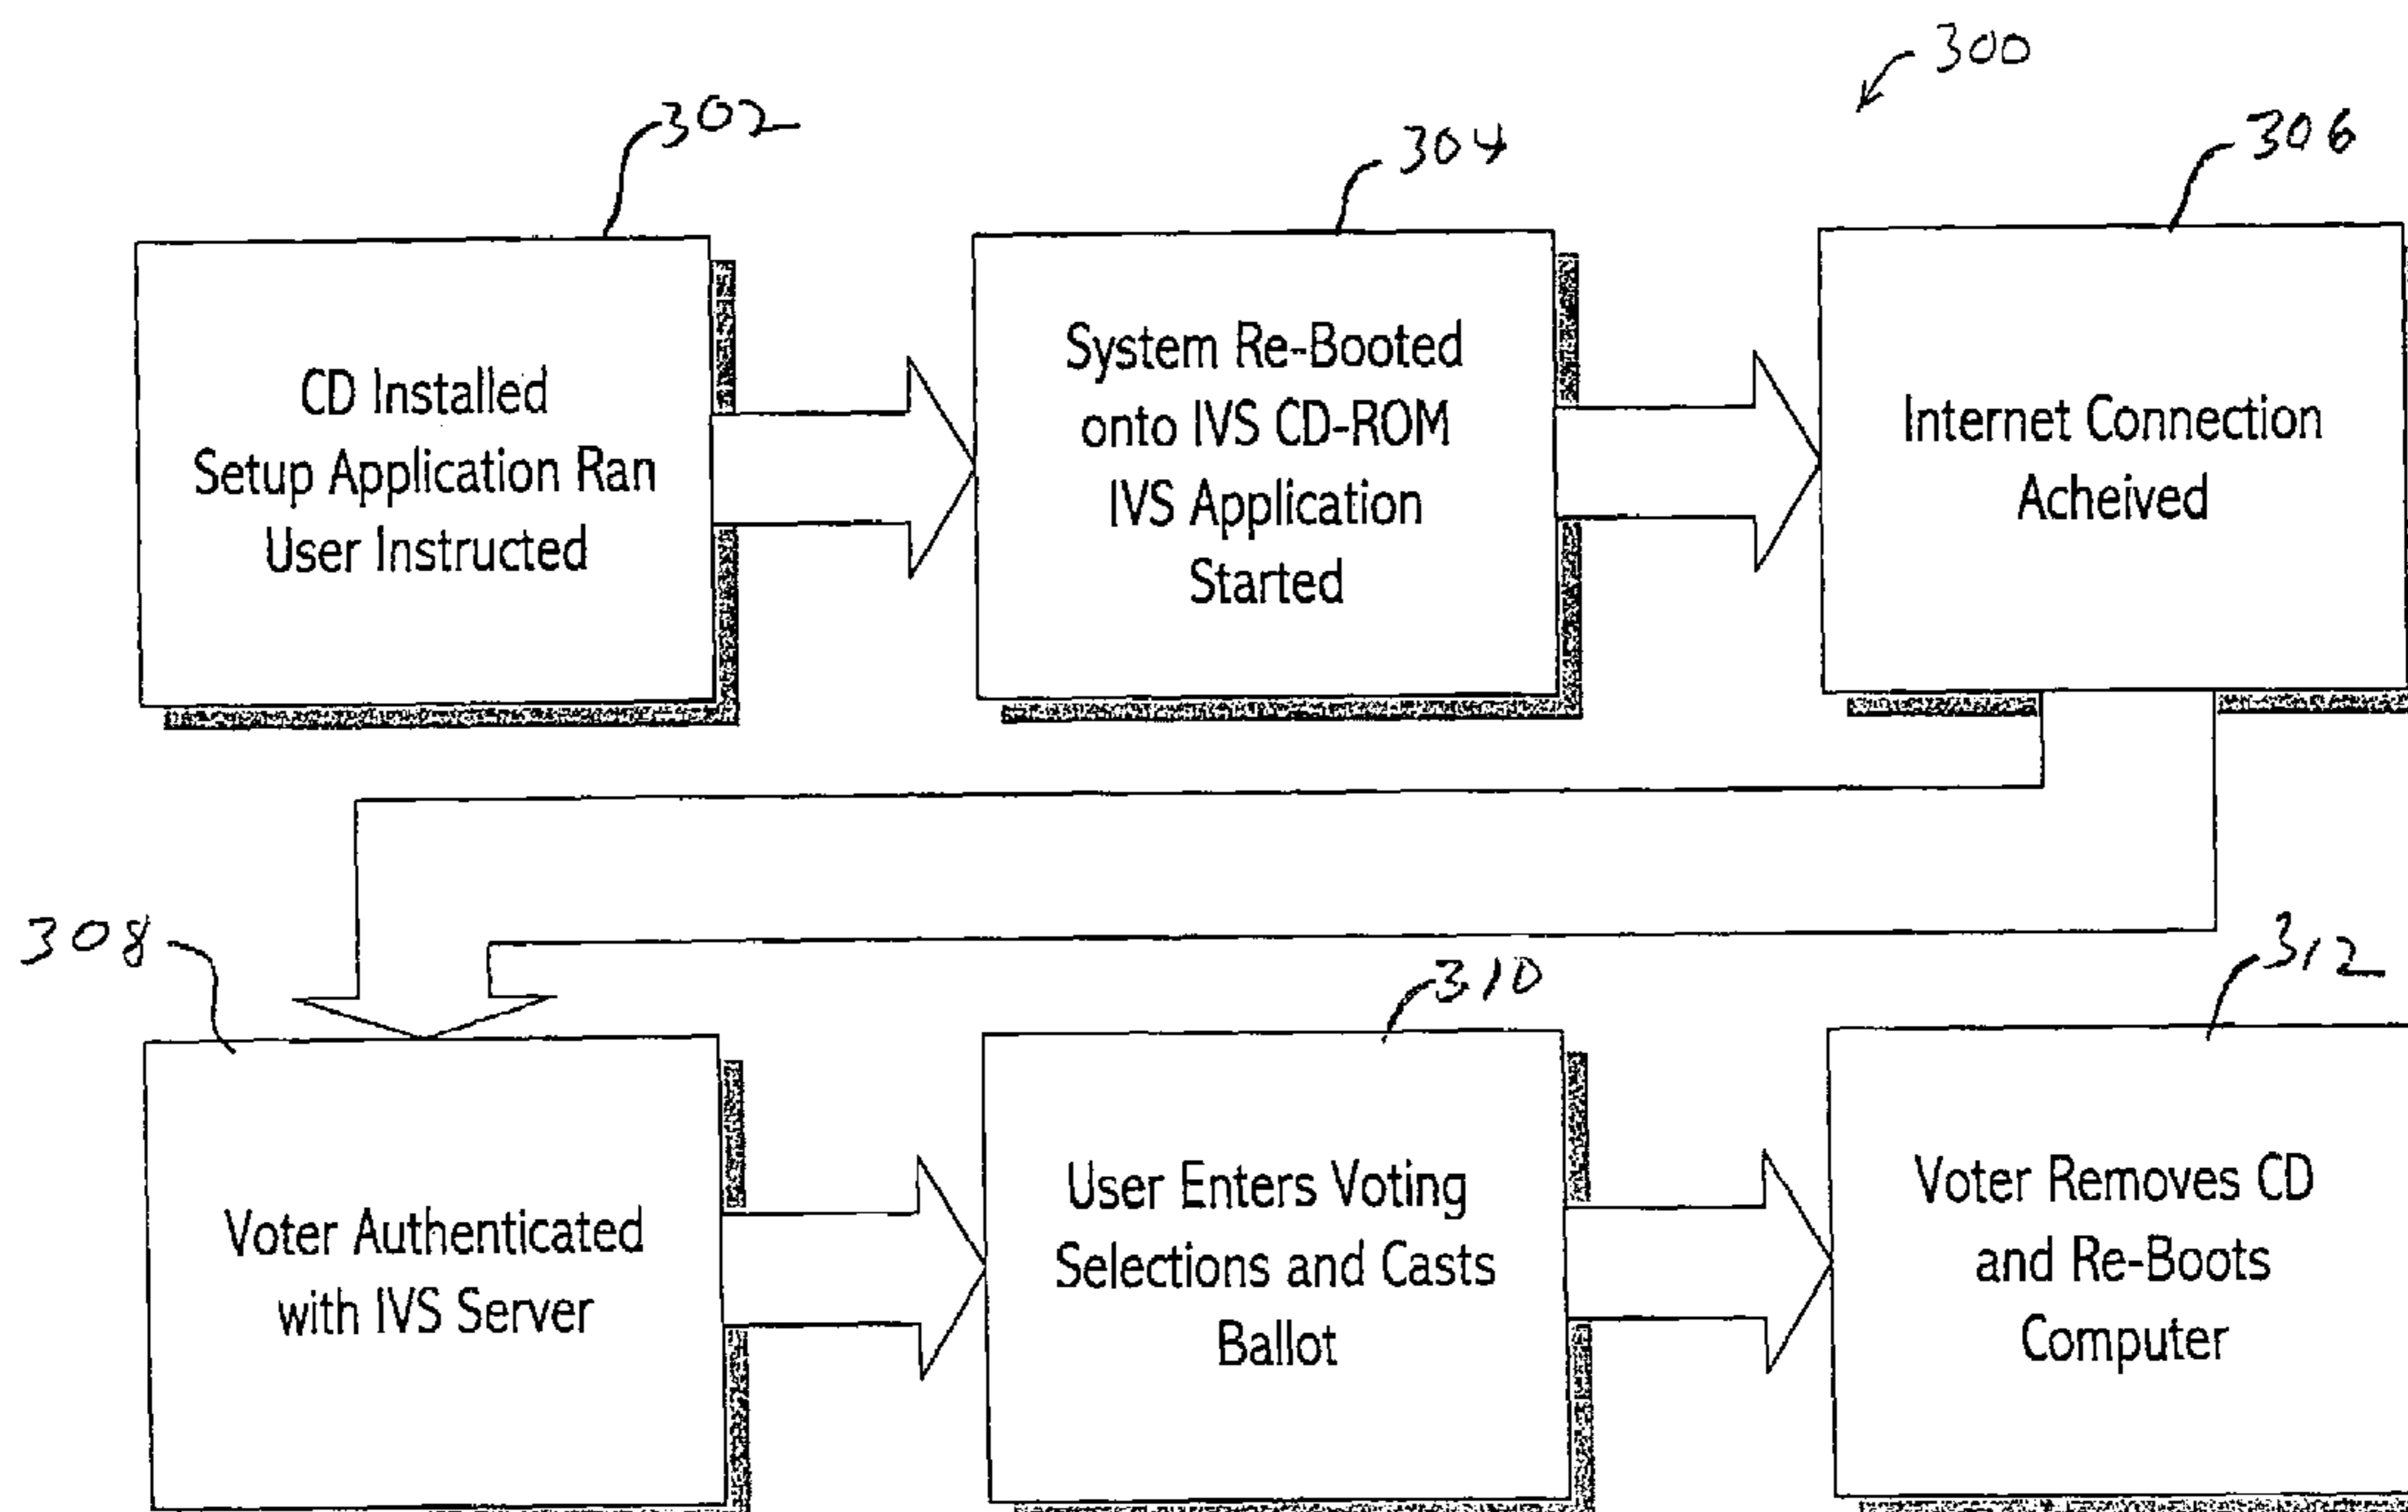 300
302
304
306
CD Installed
Setup Application Ran
User Instructed
System Re-Booted
onto IVS CD-ROM
IVS Application
Started
Internet Connection
Acheived
308
310
312
Voter Authenticated
with IVS Server
User Enters Voting
Selections and Casts
Ballot
Voter Removes CD
and Re-Boots
Computer